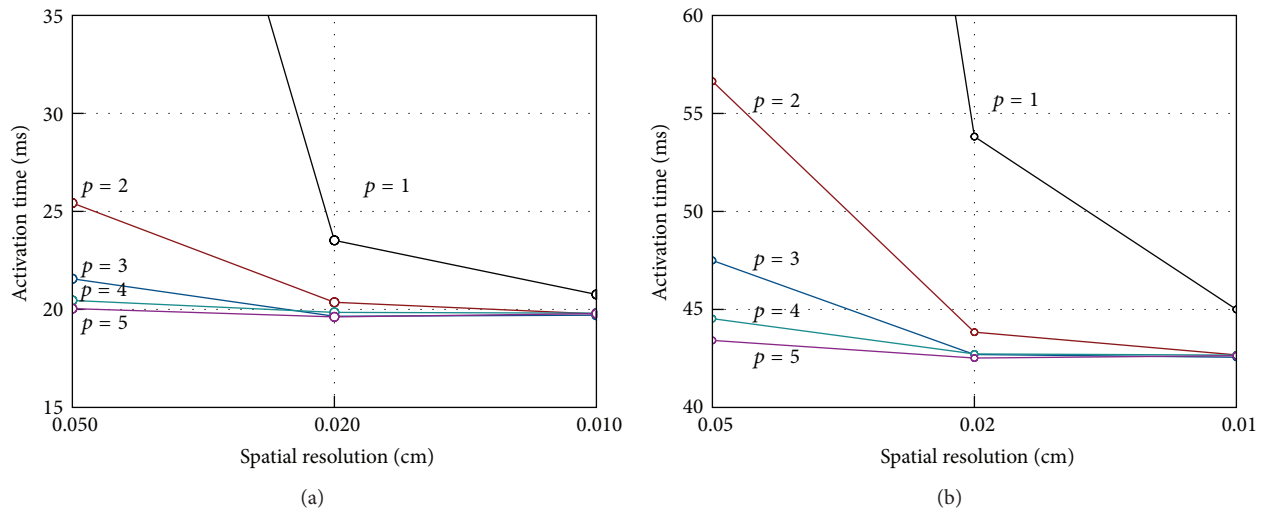 35
30
25
20
15
Activation time (ms)
p = 1
p = 2
p = 3
p = 4
p = 5
0.050 0.020 0.010
Spatial resolution (cm)
(a)
60
55
50
45
40
Activation time (ms)
p = 1
p = 2
p = 3
p = 4
p = 5
0.05 0.02 0.01
Spatial resolution (cm)
(b)